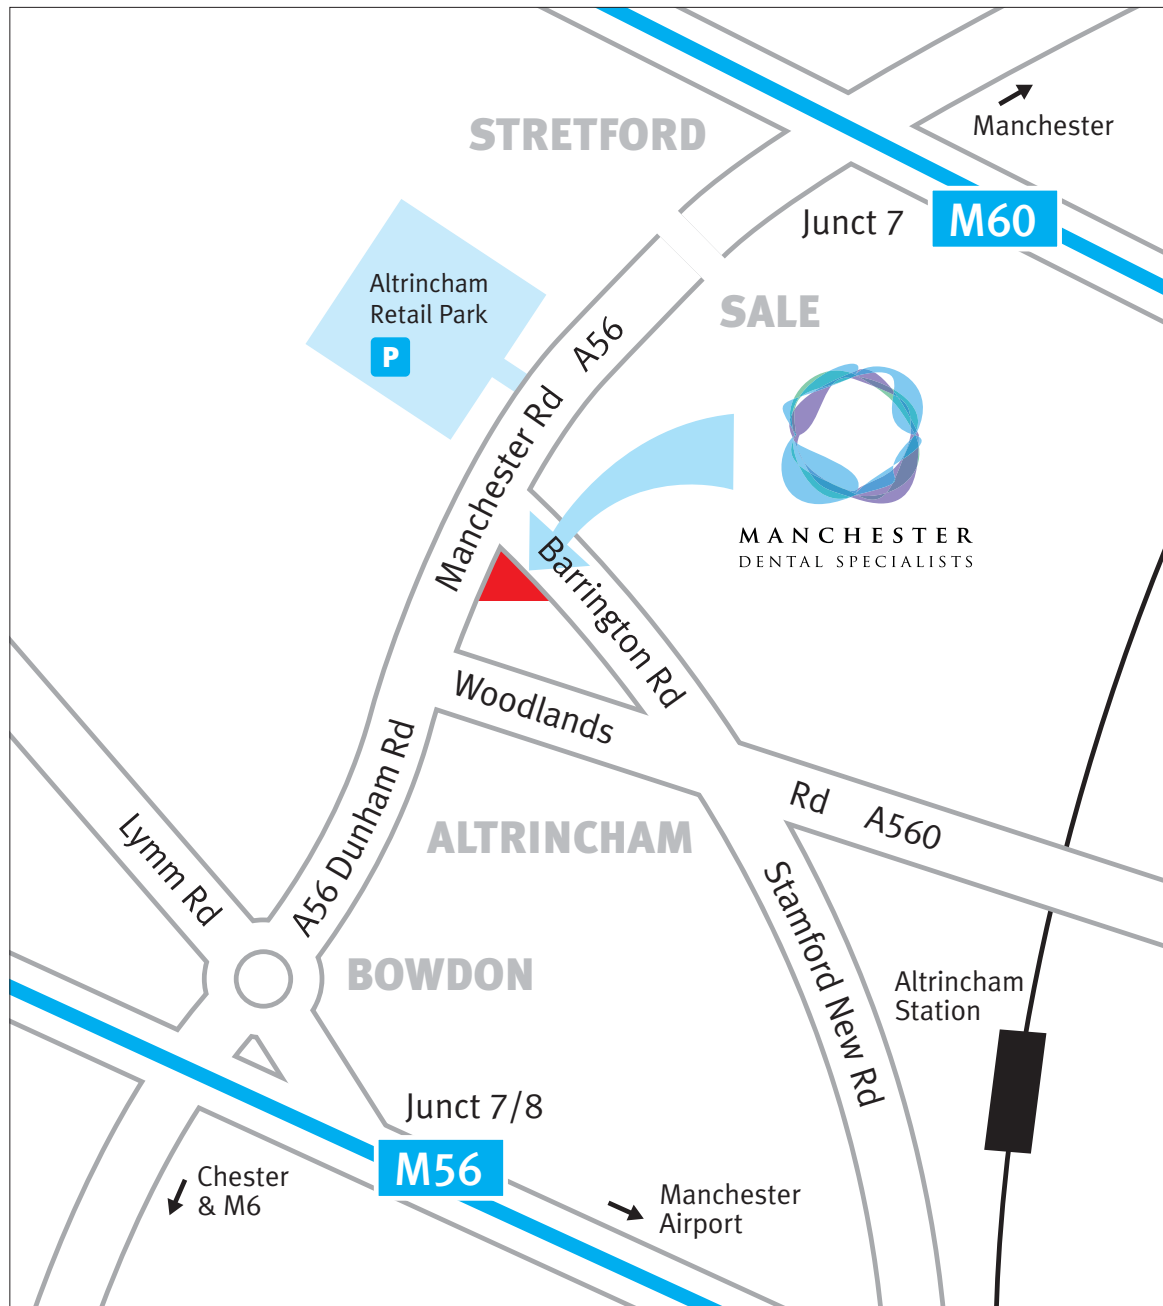 STRETFORD
Manchester
Junct 7
M60
Altrincham
Retail Park
P
SALE
Manchester Rd A56
MANCHESTER
DENTAL SPECIALISTS
Barrington Rd
Woodlands
Rd A560
A56 Dunham Rd
Lymm Rd
ALTRINCHAM
Stamford New Rd
BOWDON
Altrincham
Station
Junct 7/8
M56
Chester
& M6
Manchester
Airport